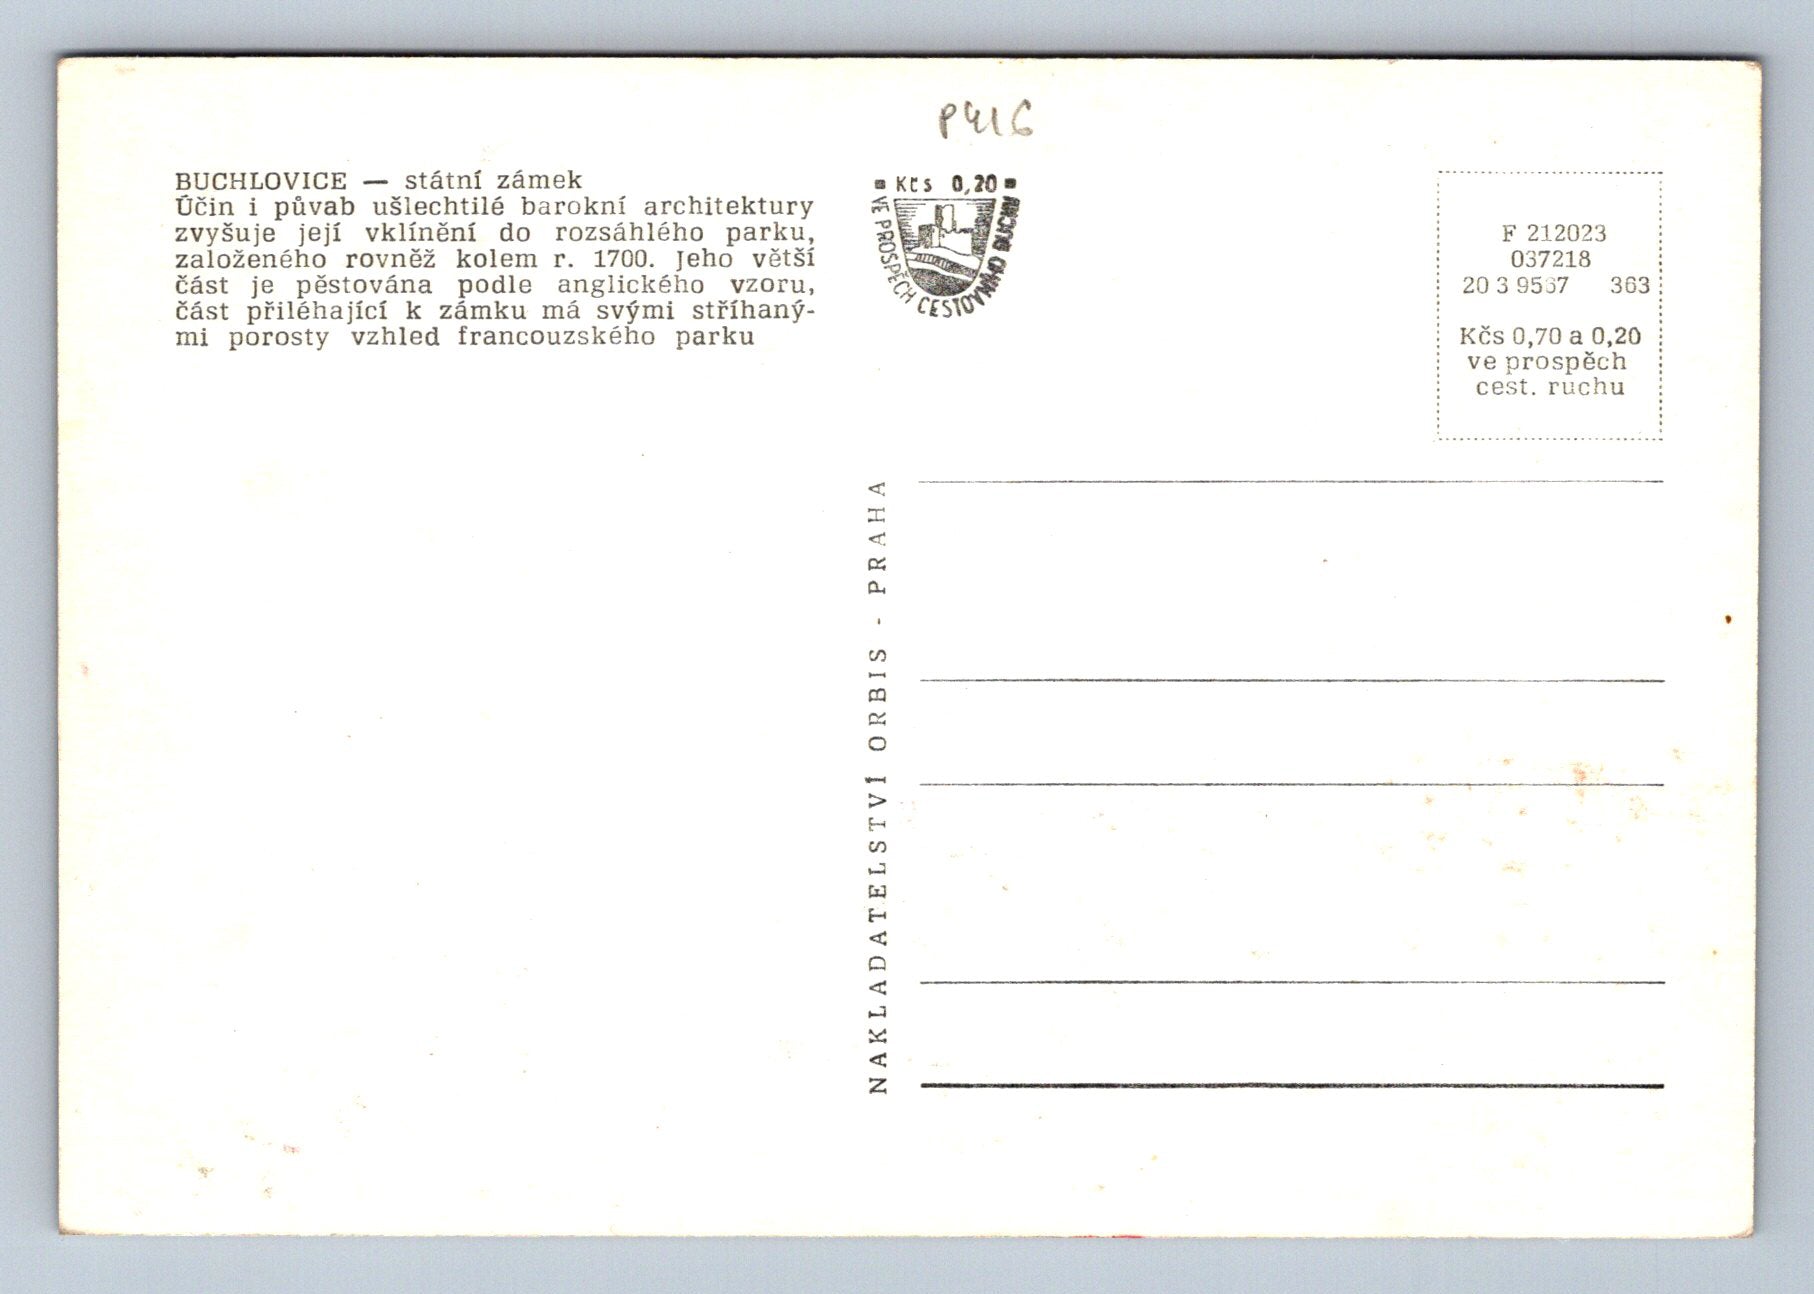 P416
BUCHLOVICE — státní zámek
Účin i půvab ušlechtilé barokní architektury
zvyšuje její vklínění do rozsáhlého parku,
založeného rovněž kolem r. 1700. Jeho větší
část je pěstována podle anglického vzoru,
část přiléhající k zámku má svými stříhaný-
mi porosty vzhled francouzského parku
Kčs 0,20
VE PROSPĚCH CESTOVNÍHO RUCHU
F 212023
037218
20 3 9567 363
Kčs 0,70 a 0,20
ve prospěch
cest. ruchu
NAKLADATELSTVÍ ORBIS - PRAHA